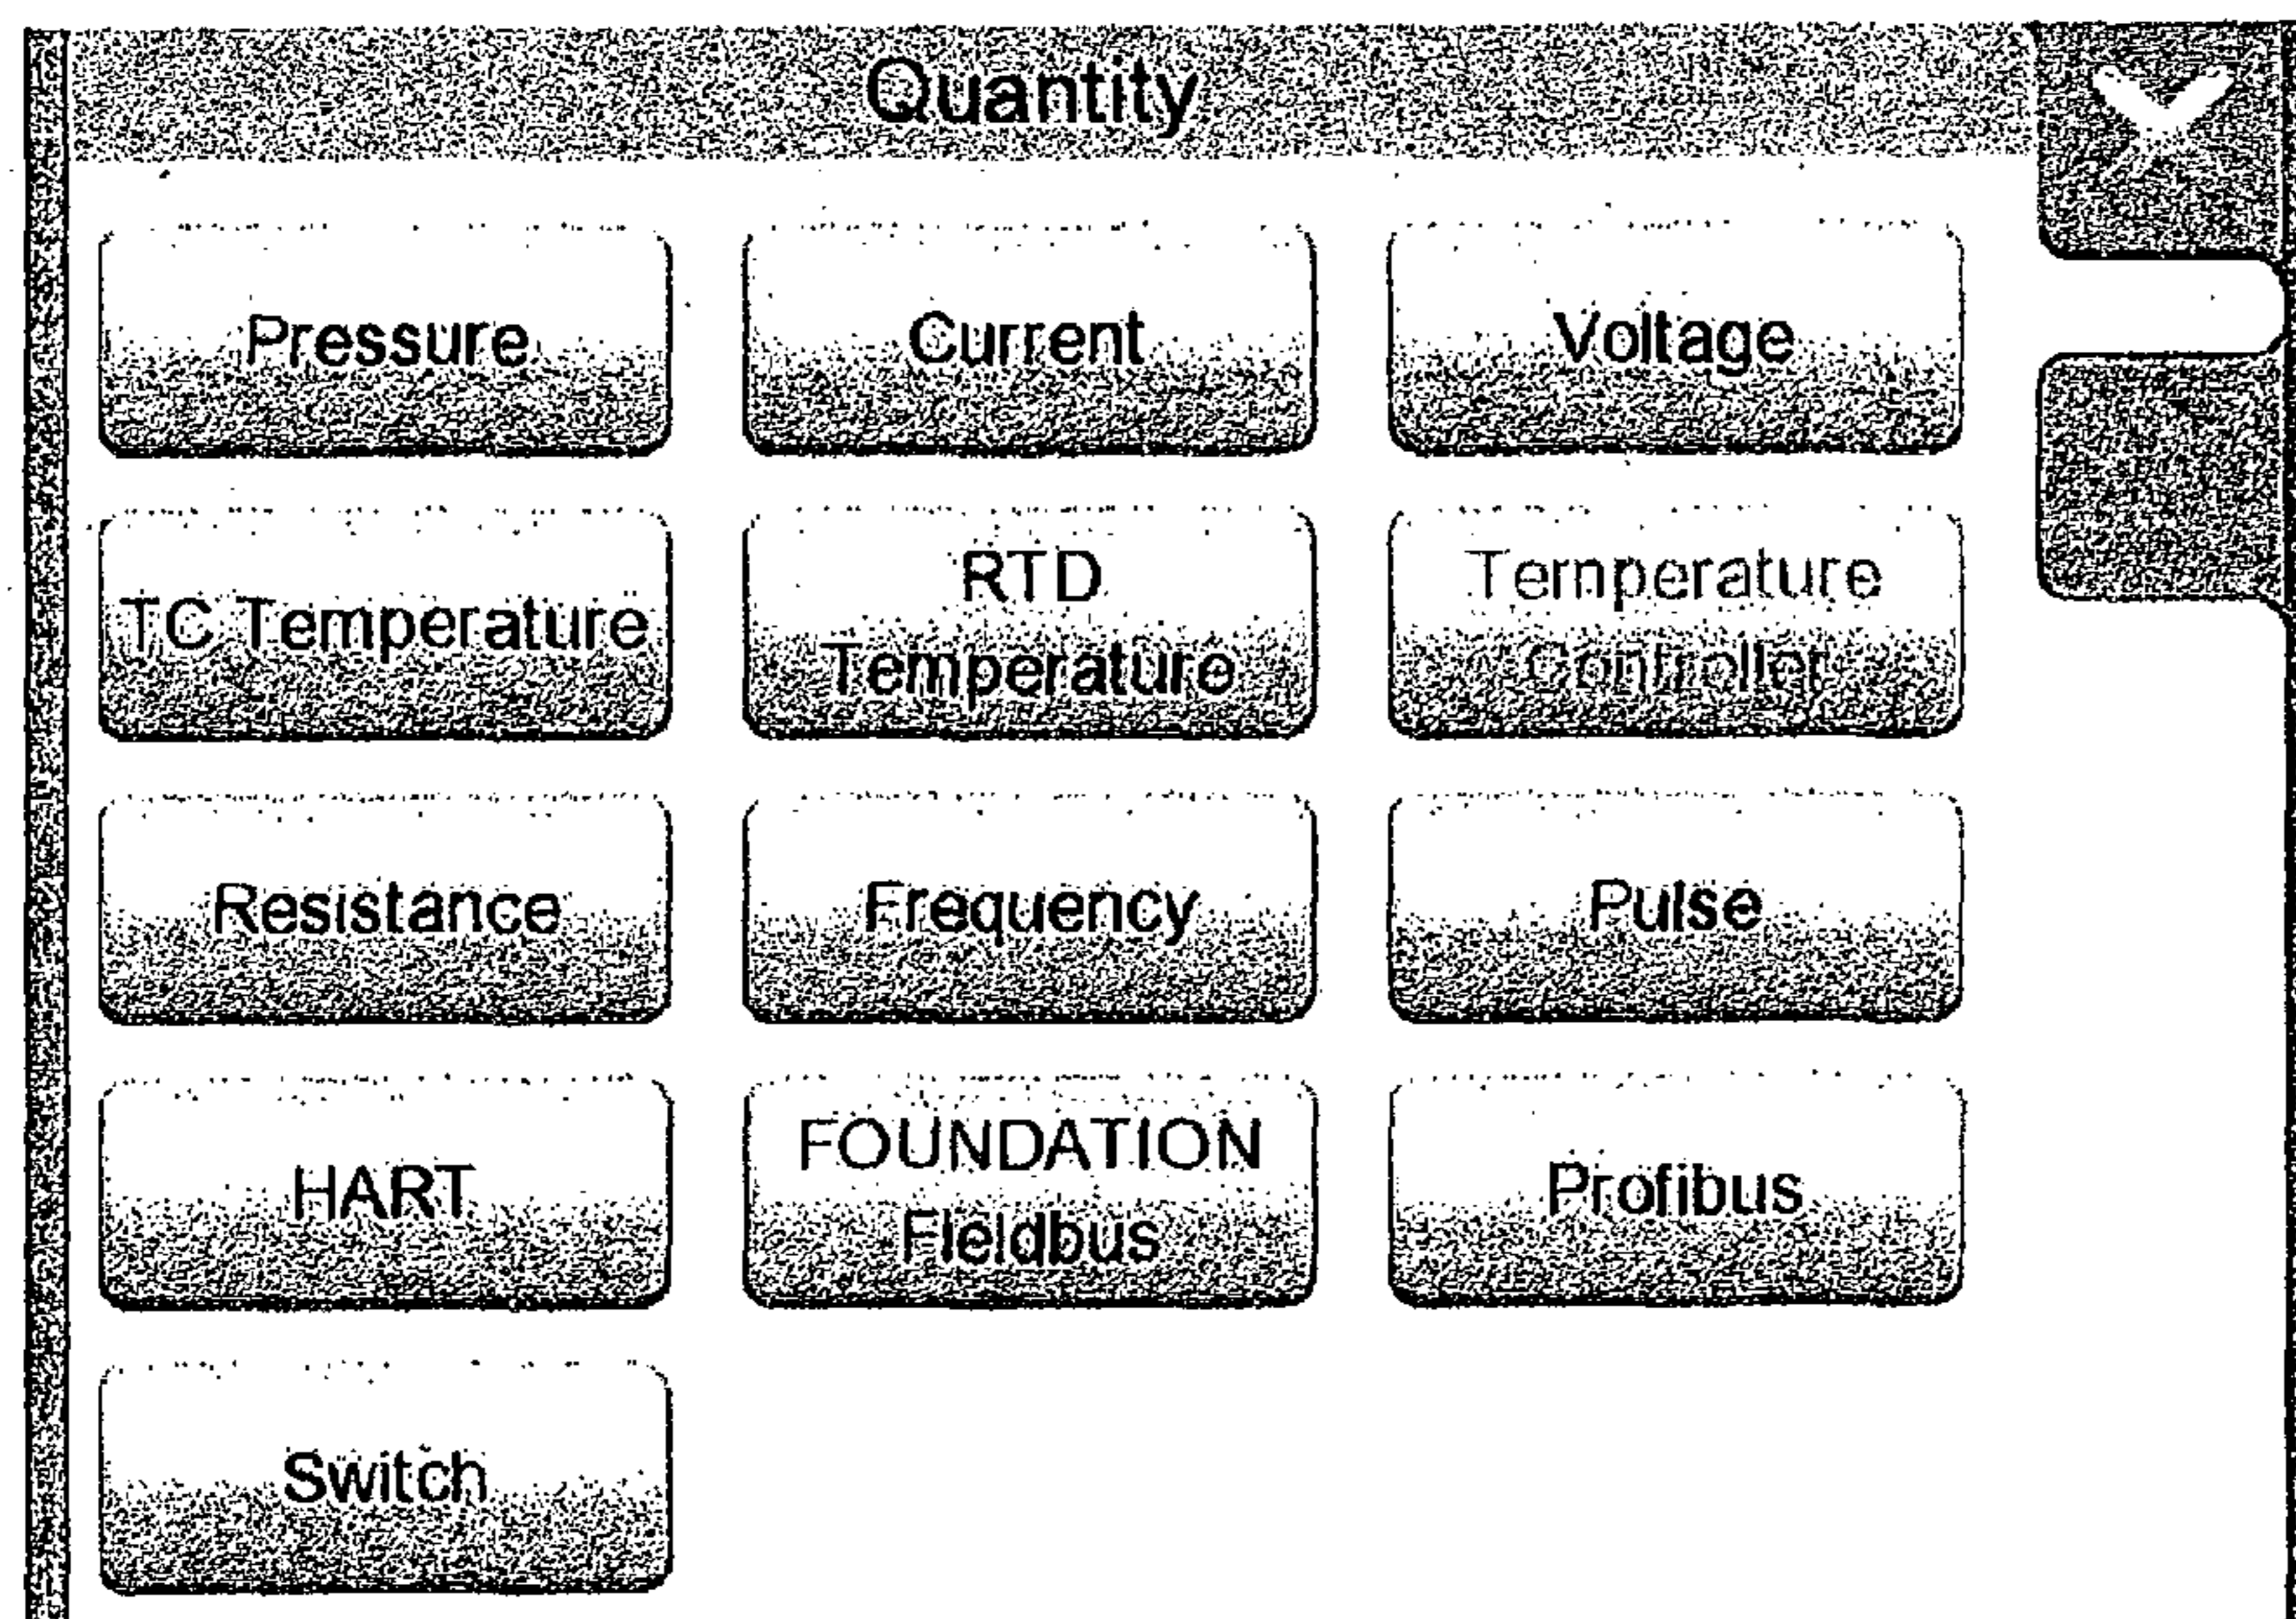 Quantity
Pressure
Current
Voltage
TC Temperature
RTD
Temperature
Temperature
Controller
Resistance
Frequency
Pulse
HART
FOUNDATION
Fieldbus
Profibus
Switch